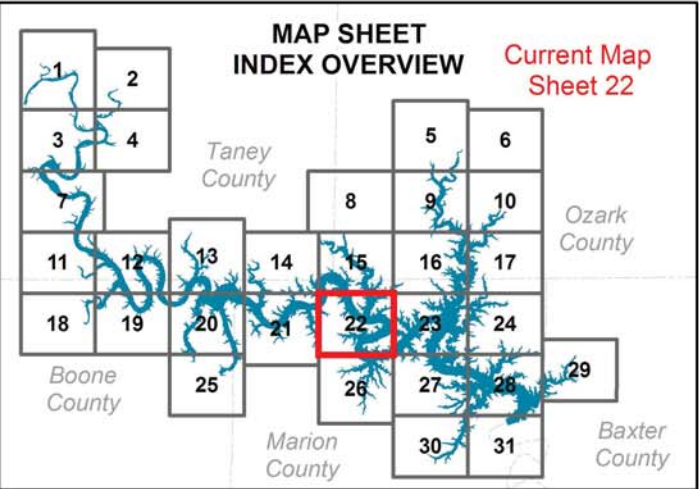 MAP SHEET
INDEX OVERVIEW
Current Map
Sheet 22
1
2
3
4
5
6
Taney
County
7
8
9
10
Ozark
County
11
12
13
14
15
16
17
18
19
20
21
22
23
24
25
26
27
28
29
Boone
County
Marion
County
30
31
Baxter
County